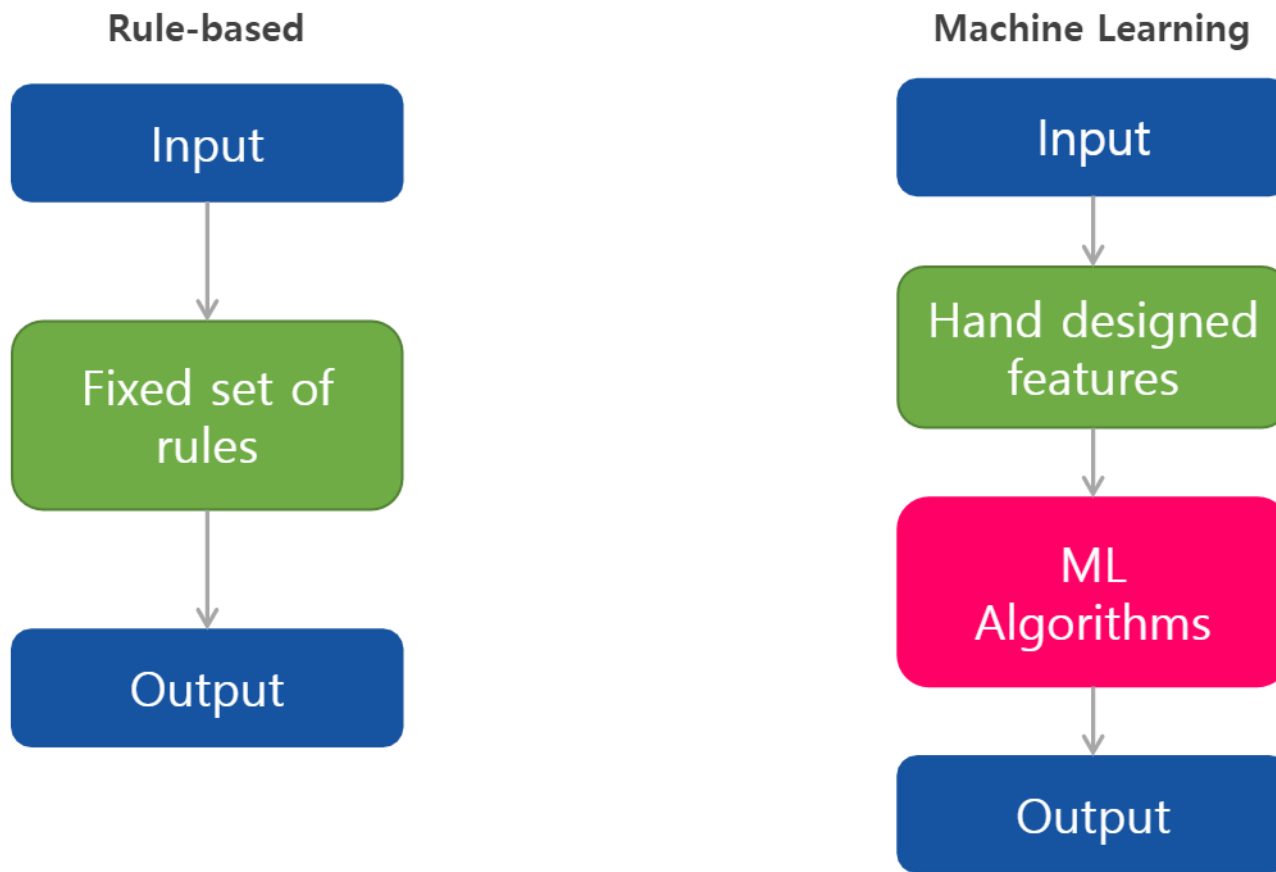 Rule-based
Input
Fixed set of
rules
Output
Machine Learning
Input
Hand designed
features
ML
Algorithms
Output